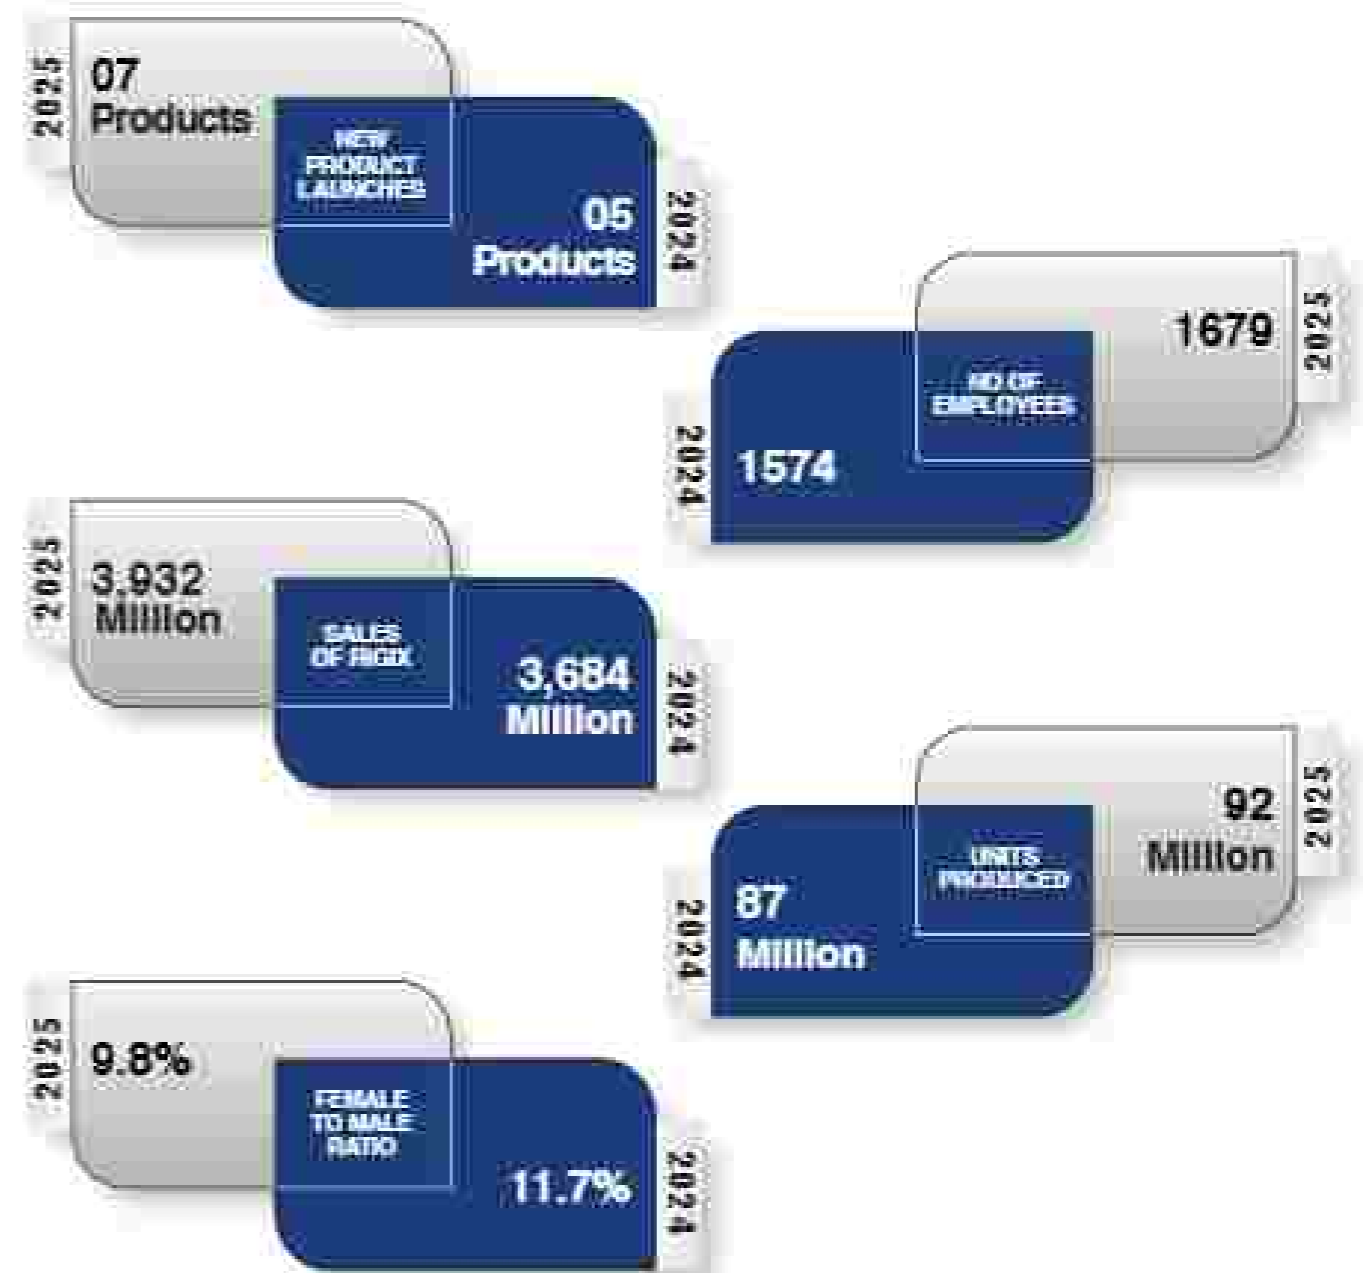 2025
07
Products
NEW
PRODUCT
LAUNCHES
05
Products
2024
2025
1679
NO OF
EMPLOYEES
1574
2024
2025
3,932
Million
SALES
OF RIGIX
3,684
Million
2024
2025
92
Million
UNITS
PRODUCED
87
Million
2024
2025
9.8%
FEMALE
TO MALE
RATIO
11.7%
2024